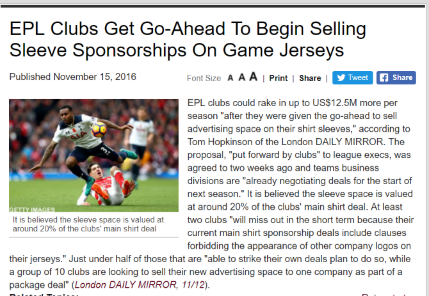 EPL Clubs Get Go-Ahead To Begin Selling
Sleeve Sponsorships On Game Jerseys
Published November 15, 2016
Font Size A A A | Print | Share | Tweet Share
EPL clubs could rake in up to US$12.5M more per
season "after they were given the go-ahead to sell
advertising space on their shirt sleeves," according to
Tom Hopkinson of the London DAILY MIRROR. The
proposal, "put forward by clubs" to league execs, was
agreed to two weeks ago and teams business
divisions are "already negotiating deals for the start of
next season." It is believed the sleeve space is valued
at around 20% of the clubs' main shirt deal. At least
two clubs "will miss out in the short term because their
current main shirt sponsorship deals include clauses
forbidding the appearance of other company logos on
GETTY IMAGES
It is believed the sleeve space is valued at
around 20% of the clubs' main shirt deal
their jerseys." Just under half of those that are "able to strike their own deals plan to do so, while
a group of 10 clubs are looking to sell their new advertising space to one company as part of a
package deal" (London DAILY MIRROR, 11/12).